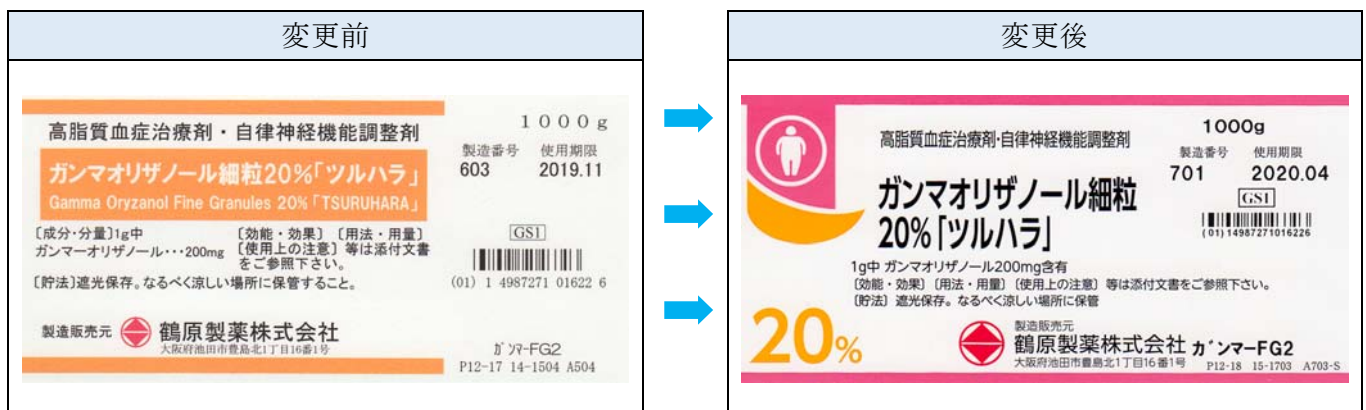 変更前
高脂質血症治療剤・自律神経機能調整剤
ガンマオリザノール細粒20%「ツルハラ」
Gamma Oryzanol Fine Granules 20%「TSURUHARA」
〔成分・分量〕1g中
ガンマーオリザノール･･･200mg
〔効能・効果〕〔用法・用量〕
〔使用上の注意〕等は添付文書
をご参照下さい。
〔貯法〕遮光保存。なるべく涼しい場所に保管すること。
製造販売元 鶴原製薬株式会社
大阪府池田市豊島北1丁目16番1号
1000g
製造番号 使用期限
603 2019.11
GS1
(01) 1 4987271 01622 6
ガンマーFG2
P12-17 14-1504 A504
変更後
高脂質血症治療剤・自律神経機能調整剤
ガンマオリザノール細粒
20%「ツルハラ」
1g中 ガンマオリザノール200mg含有
〔効能・効果〕〔用法・用量〕〔使用上の注意〕等は添付文書をご参照下さい。
〔貯法〕遮光保存。なるべく涼しい場所に保管
20%
製造販売元
鶴原製薬株式会社
大阪府池田市豊島北1丁目16番1号
1000g
製造番号 使用期限
701 2020.04
GS1
(01)14987271016226
ガンマーFG2
P12-18 15-1703 A703-S